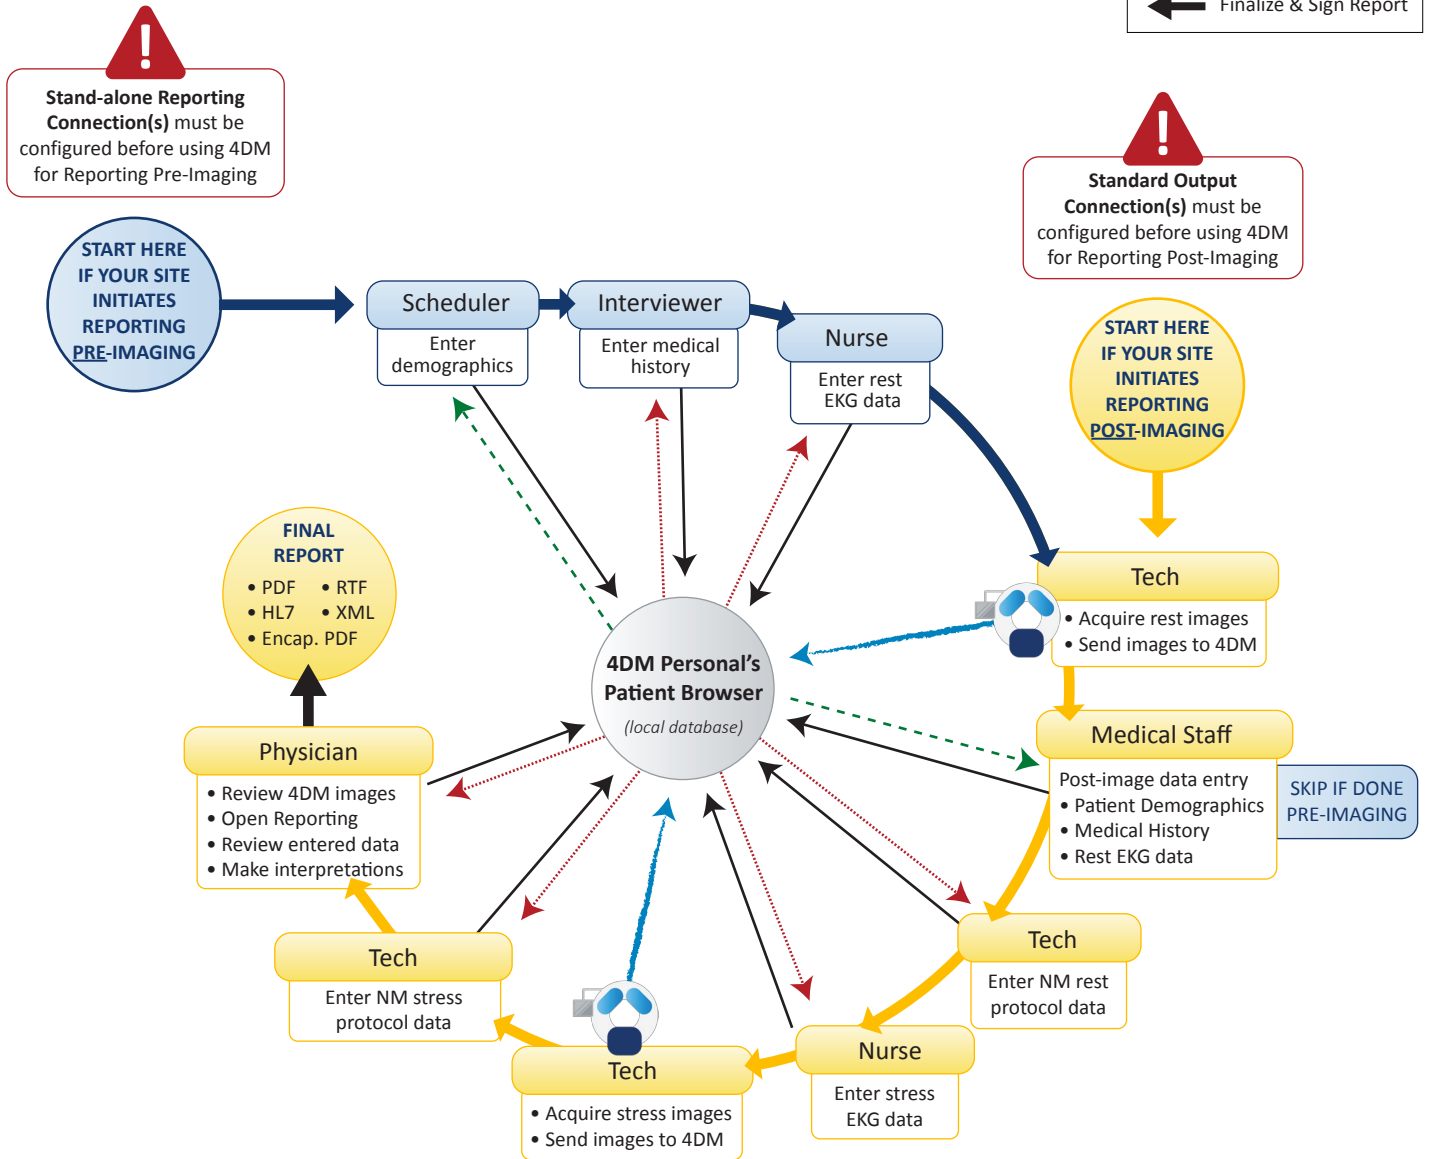 Finalize & Sign Report
!
Stand-alone Reporting
Connection(s) must be
configured before using 4DM
for Reporting Pre-Imaging
!
Standard Output
Connection(s) must be
configured before using 4DM
for Reporting Post-Imaging
START HERE
IF YOUR SITE
INITIATES
REPORTING
PRE-IMAGING
Scheduler
Enter
demographics
Interviewer
Enter medical
history
Nurse
Enter rest
EKG data
START HERE
IF YOUR SITE
INITIATES
REPORTING
POST-IMAGING
Tech
• Acquire rest images
• Send images to 4DM
Medical Staff
Post-image data entry
• Patient Demographics
• Medical History
• Rest EKG data
SKIP IF DONE
PRE-IMAGING
Tech
Enter NM rest
protocol data
Nurse
Enter stress
EKG data
Tech
• Acquire stress images
• Send images to 4DM
Tech
Enter NM stress
protocol data
Physician
• Review 4DM images
• Open Reporting
• Review entered data
• Make interpretations
FINAL
REPORT
• PDF • RTF
• HL7 • XML
• Encap. PDF
4DM Personal's
Patient Browser
(local database)